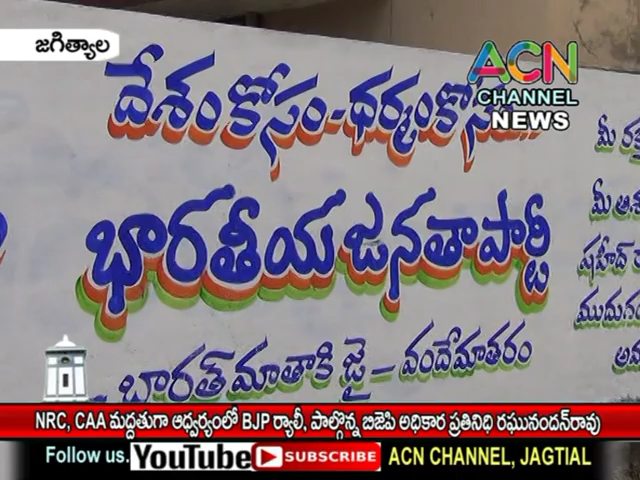 జగిత్యాల
ACN
CHANNEL
NEWS
దేశం కోసం-ధర్మంకోసం..
భారతీయ జనతాపార్టీ
భారత్ మాతాకి జై – వందేమాతరం
మీ
మీ
షహీద్
NRC, CAA మద్దతుగా ఆధ్వర్యంలో BJP ర్యాలీ, పాల్గొన్న బిజెపి అధికార ప్రతినిధి రఘునందన్‌రావు
Follow us. YouTube SUBSCRIBE ACN CHANNEL, JAGTIAL